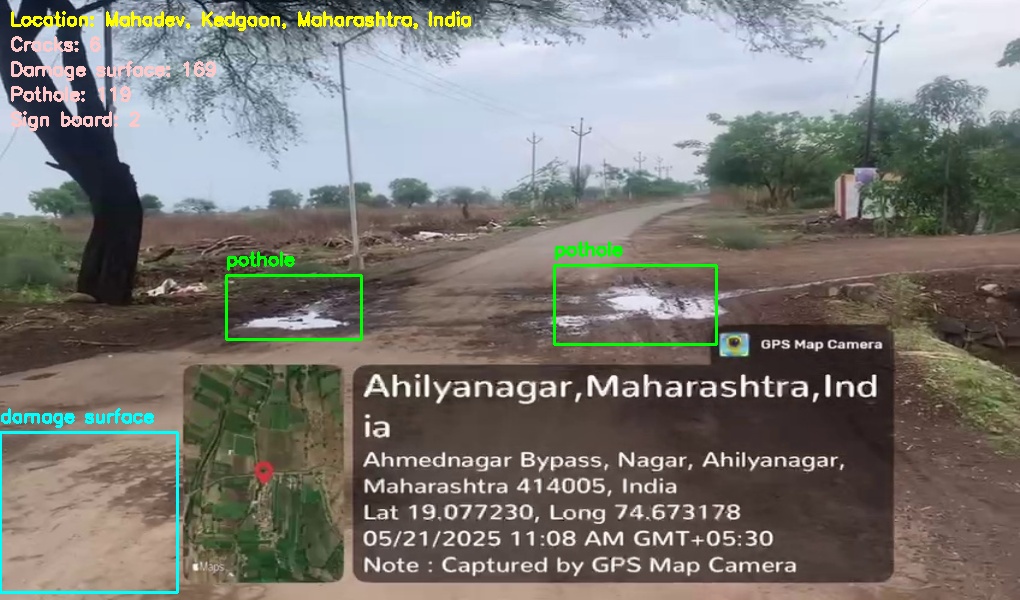 Location: Mahadev, Kedgaon, Maharashtra, India
Cracks: 6
Damage surface: 169
Pothole: 119
Sign board: 2
pothole
pothole
GPS Map Camera
Ahilyanagar,Maharashtra,Ind
ia
Ahmednagar Bypass, Nagar, Ahilyanagar,
Maharashtra 414005, India
Lat 19.077230, Long 74.673178
05/21/2025 11:08 AM GMT+05:30
Note : Captured by GPS Map Camera
damage surface
Maps